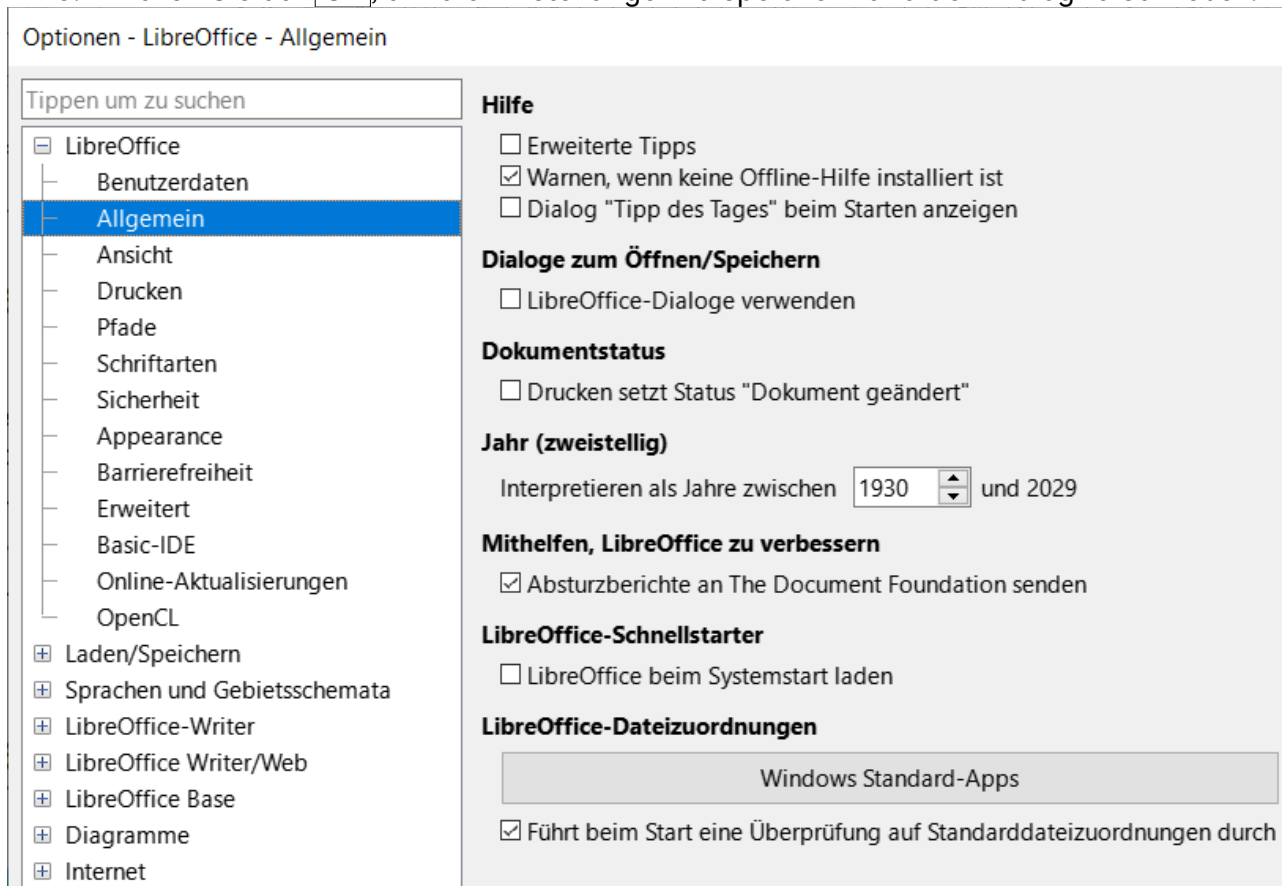 Optionen - LibreOffice - Allgemein
Tippen um zu suchen
LibreOffice
Benutzerdaten
Allgemein
Ansicht
Drucken
Pfade
Schriftarten
Sicherheit
Appearance
Barrierefreiheit
Erweitert
Basic-IDE
Online-Aktualisierungen
OpenCL
Laden/Speichern
Sprachen und Gebietsschemata
LibreOffice-Writer
LibreOffice Writer/Web
LibreOffice Base
Diagramme
Internet
Hilfe
Erweiterte Tipps
Warnen, wenn keine Offline-Hilfe installiert ist
Dialog "Tipp des Tages" beim Starten anzeigen
Dialoge zum Öffnen/Speichern
LibreOffice-Dialoge verwenden
Dokumentstatus
Drucken setzt Status "Dokument geändert"
Jahr (zweistellig)
Interpretieren als Jahre zwischen 1930 und 2029
Mithelfen, LibreOffice zu verbessern
Absturzberichte an The Document Foundation senden
LibreOffice-Schnellstarter
LibreOffice beim Systemstart laden
LibreOffice-Dateizuordnungen
Windows Standard-Apps
Führt beim Start eine Überprüfung auf Standarddateizuordnungen durch